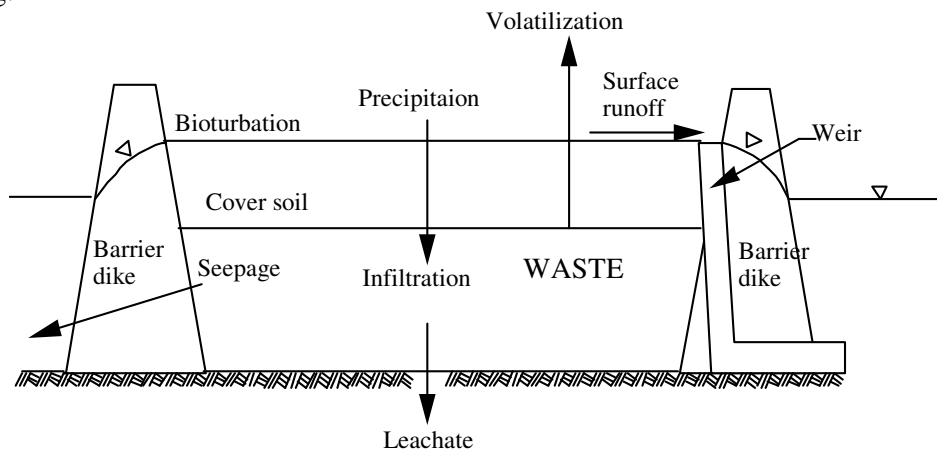 g.
Volatilization
Surface
runoff
Precipitaion
Bioturbation
Weir
Cover soil
Barrier
dike
Seepage
Infiltration
WASTE
Barrier
dike
Leachate